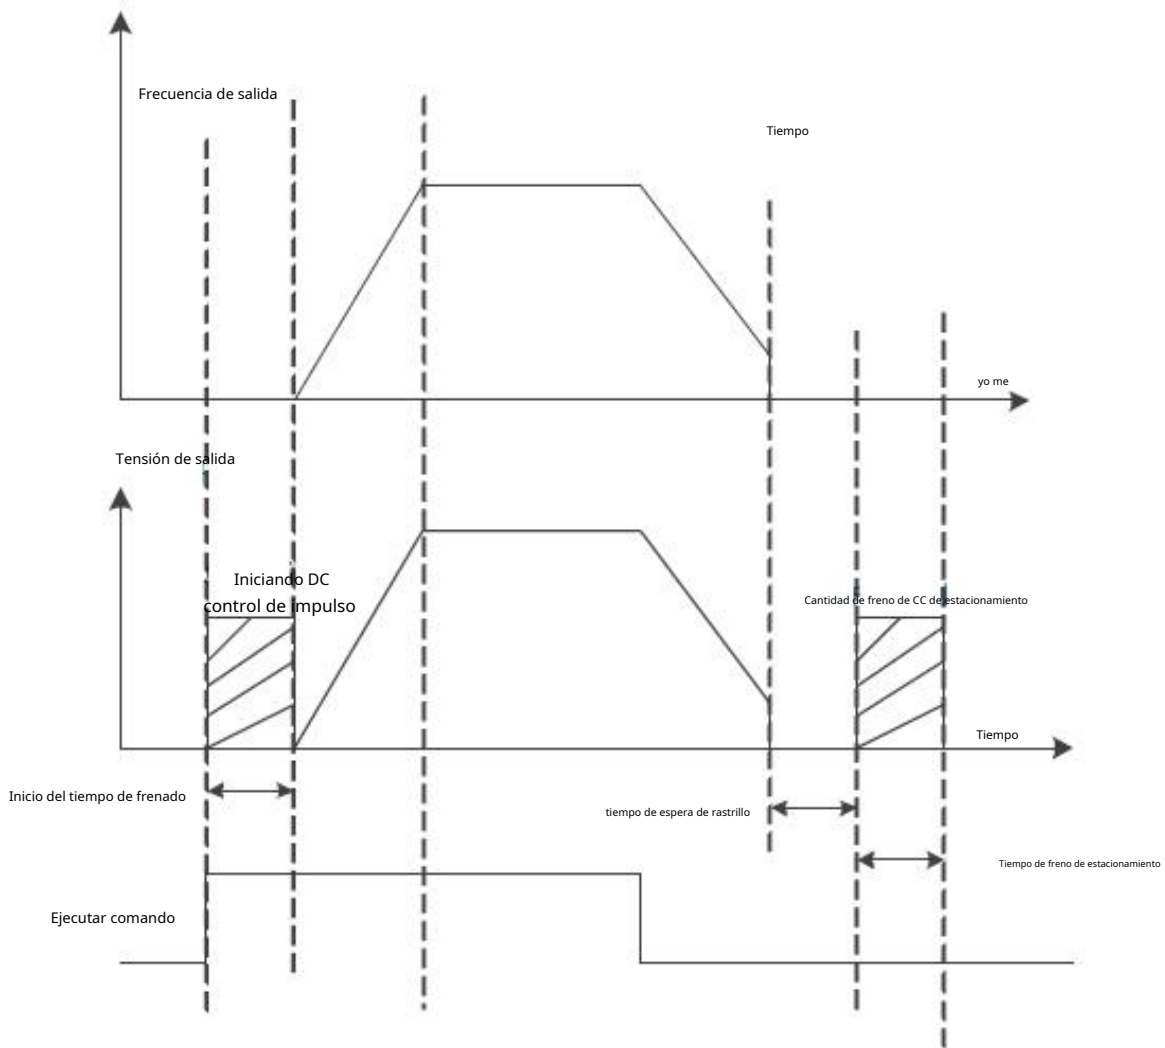 Frecuencia de salida
Tiempo
yo me
Tensión de salida
Iniciando DC
control de impulso
Cantidad de freno de CC de estacionamiento
Tiempo
Inicio del tiempo de frenado
tiempo de espera de rastrillo
Tiempo de freno de estacionamiento
Ejecutar comando